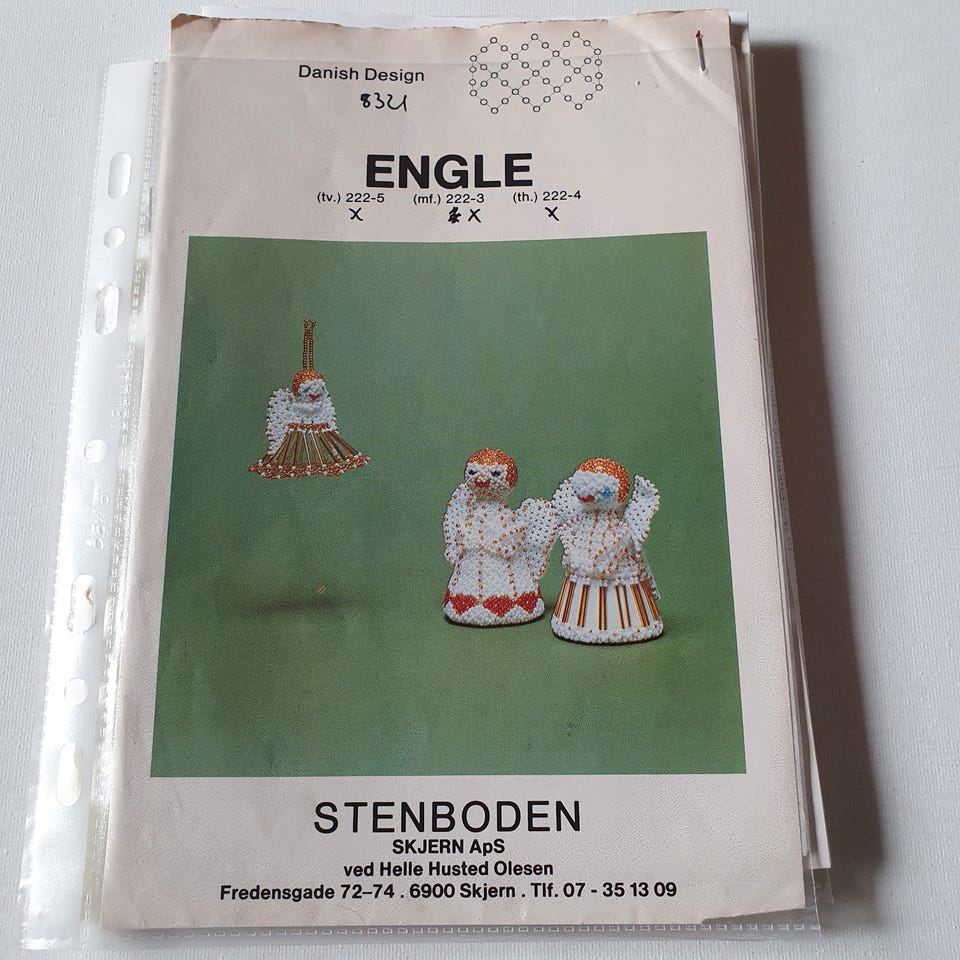 Danish Design
8321
ENGLE
(tv.) 222-5 (mf.) 222-3 (th.) 222-4
X X X
STENBODEN
SKJERN ApS
ved Helle Husted Olesen
Fredensgade 72–74 . 6900 Skjern . Tlf. 07 - 35 13 09